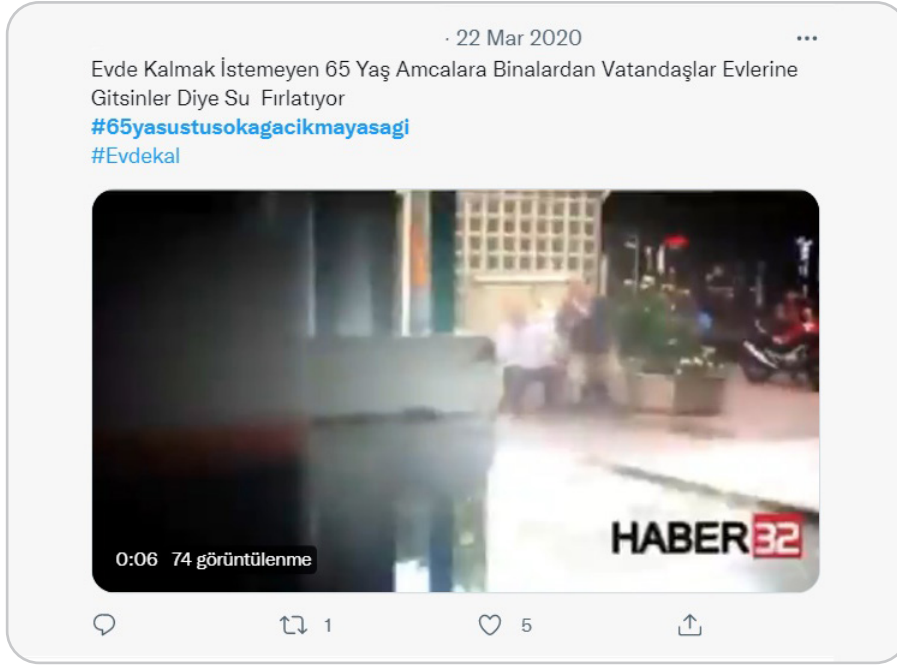 · 22 Mar 2020
Evde Kalmak İstemeyen 65 Yaş Amcalara Binalardan Vatandaşlar Evlerine
Gitsinler Diye Su Fırlatıyor
#65yasustusokagacikmayasagi
#Evdekal
HABER32
0:06 74 görüntülenme
1 5